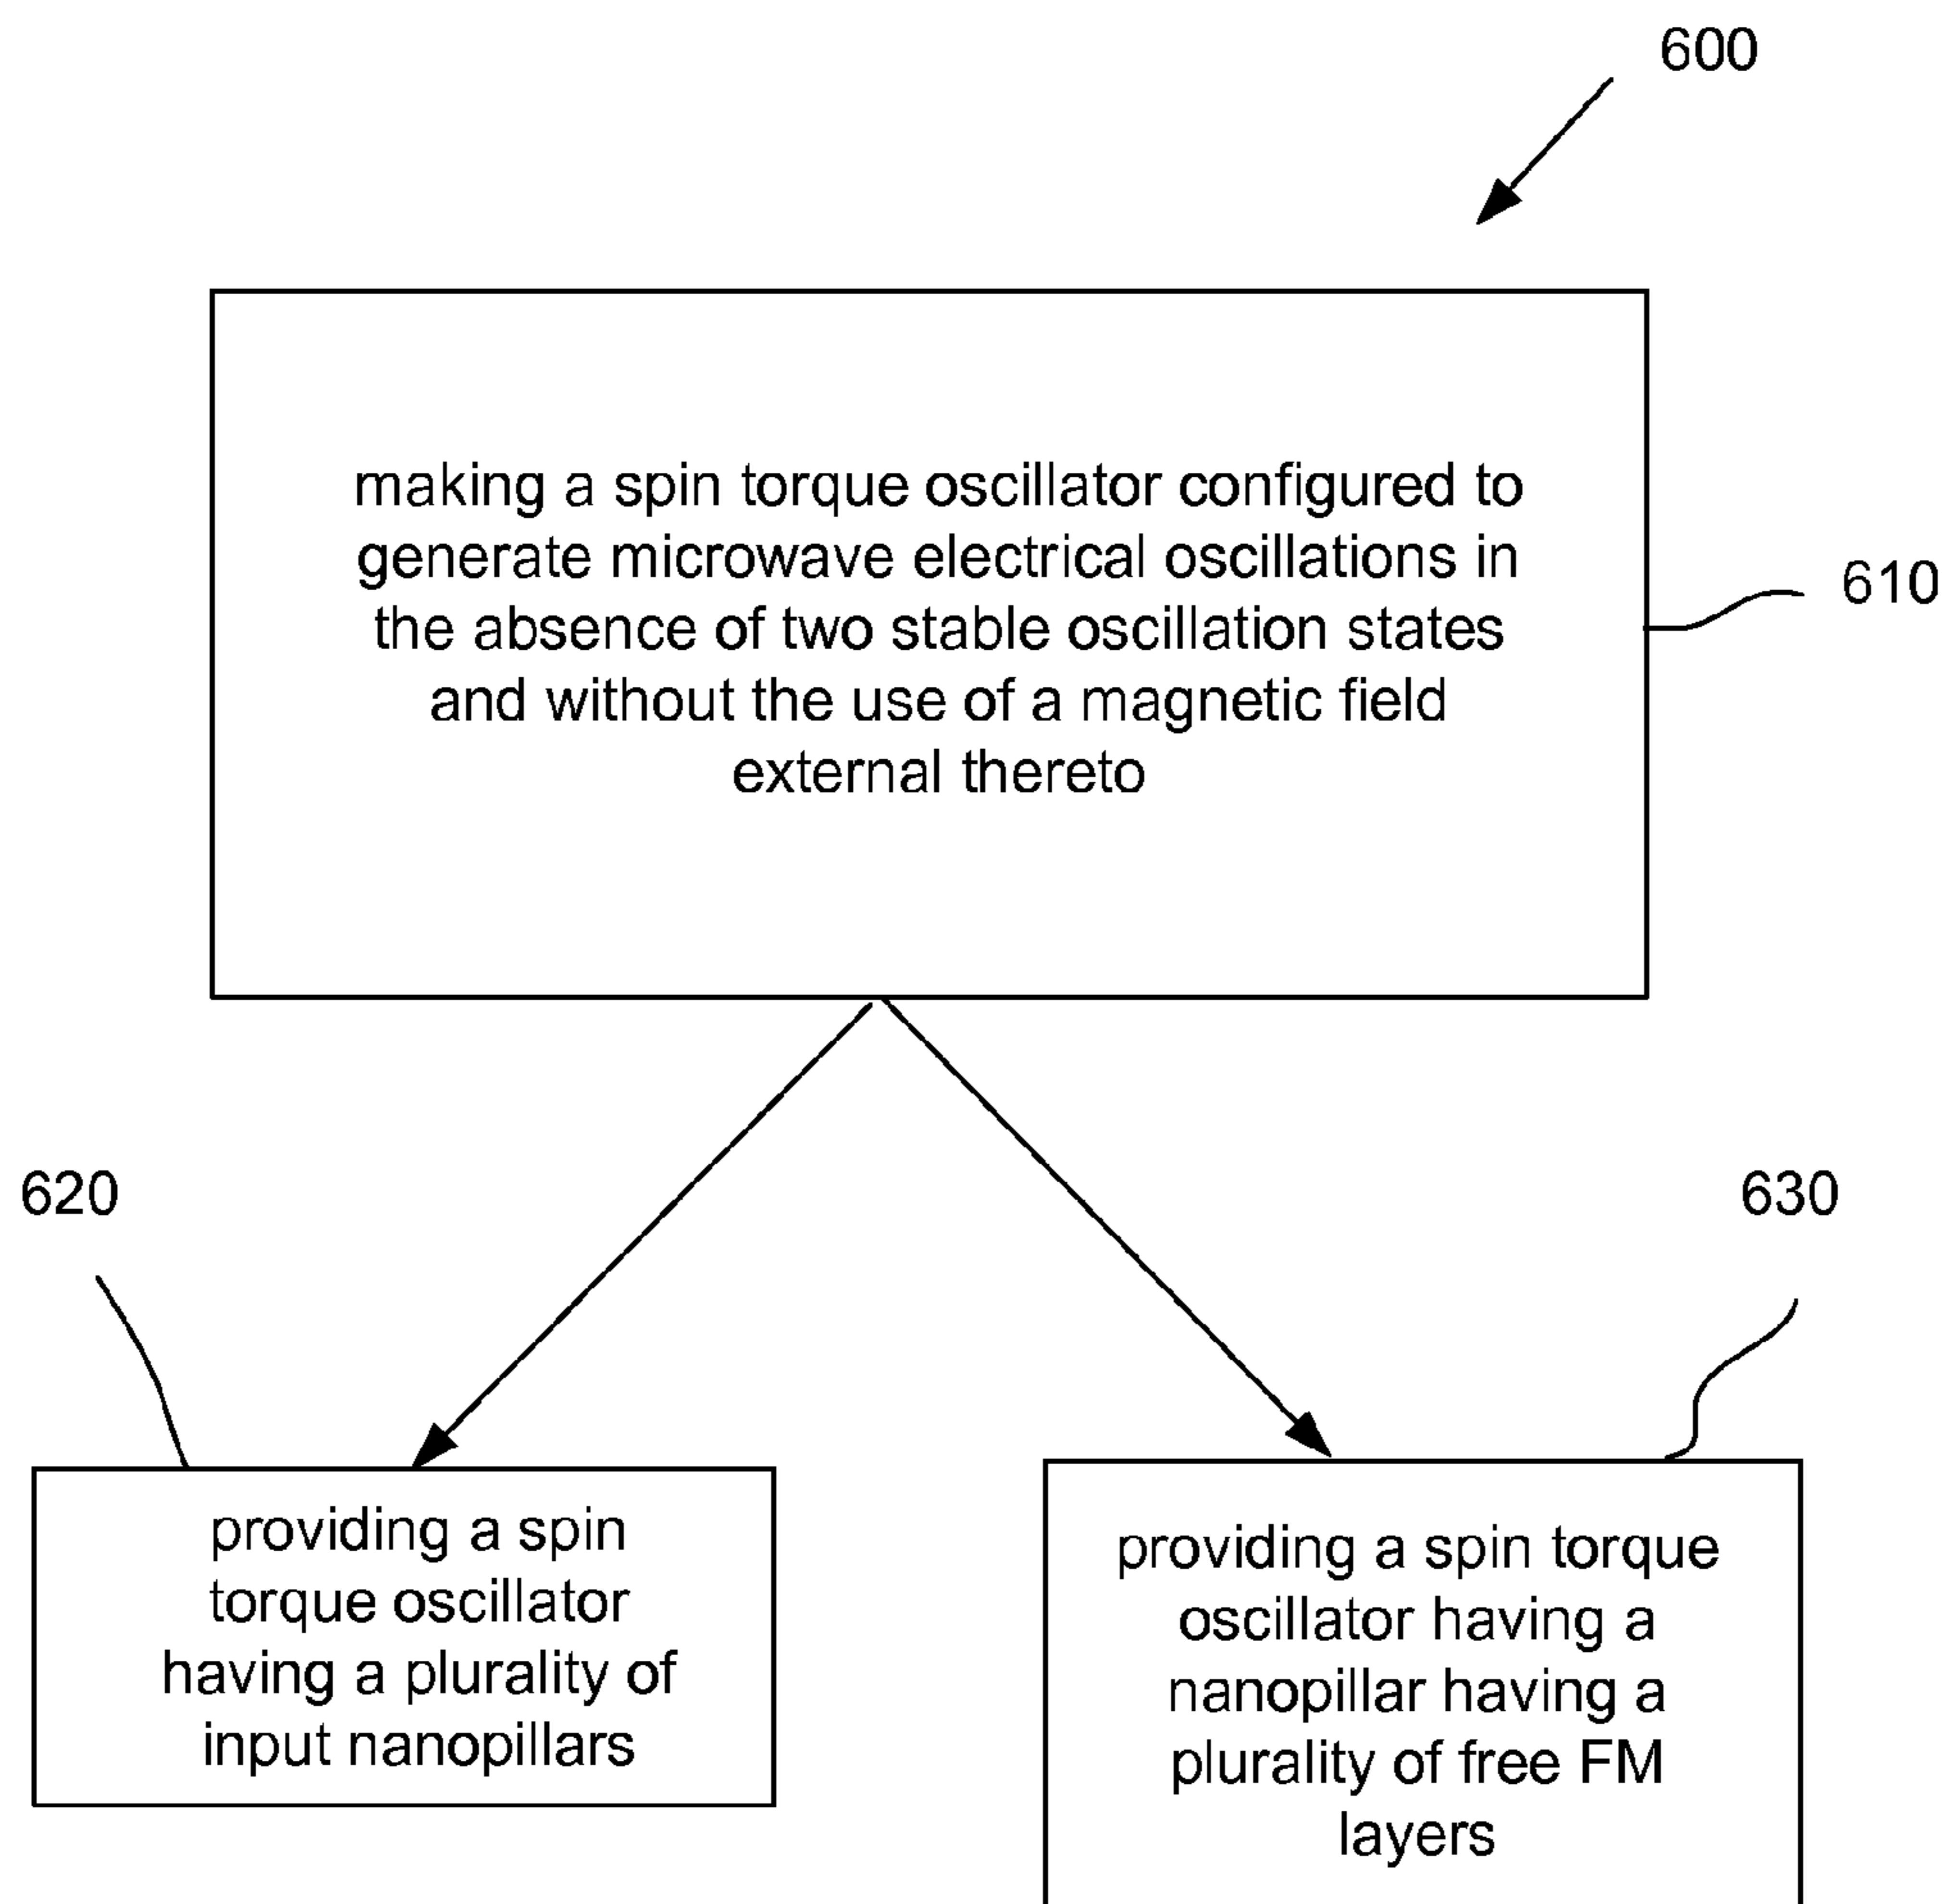 600
making a spin torque oscillator configured to
generate microwave electrical oscillations in
the absence of two stable oscillation states
and without the use of a magnetic field
external thereto
610
620
630
providing a spin
torque oscillator
having a plurality of
input nanopillars
providing a spin torque
oscillator having a
nanopillar having a
plurality of free FM
layers